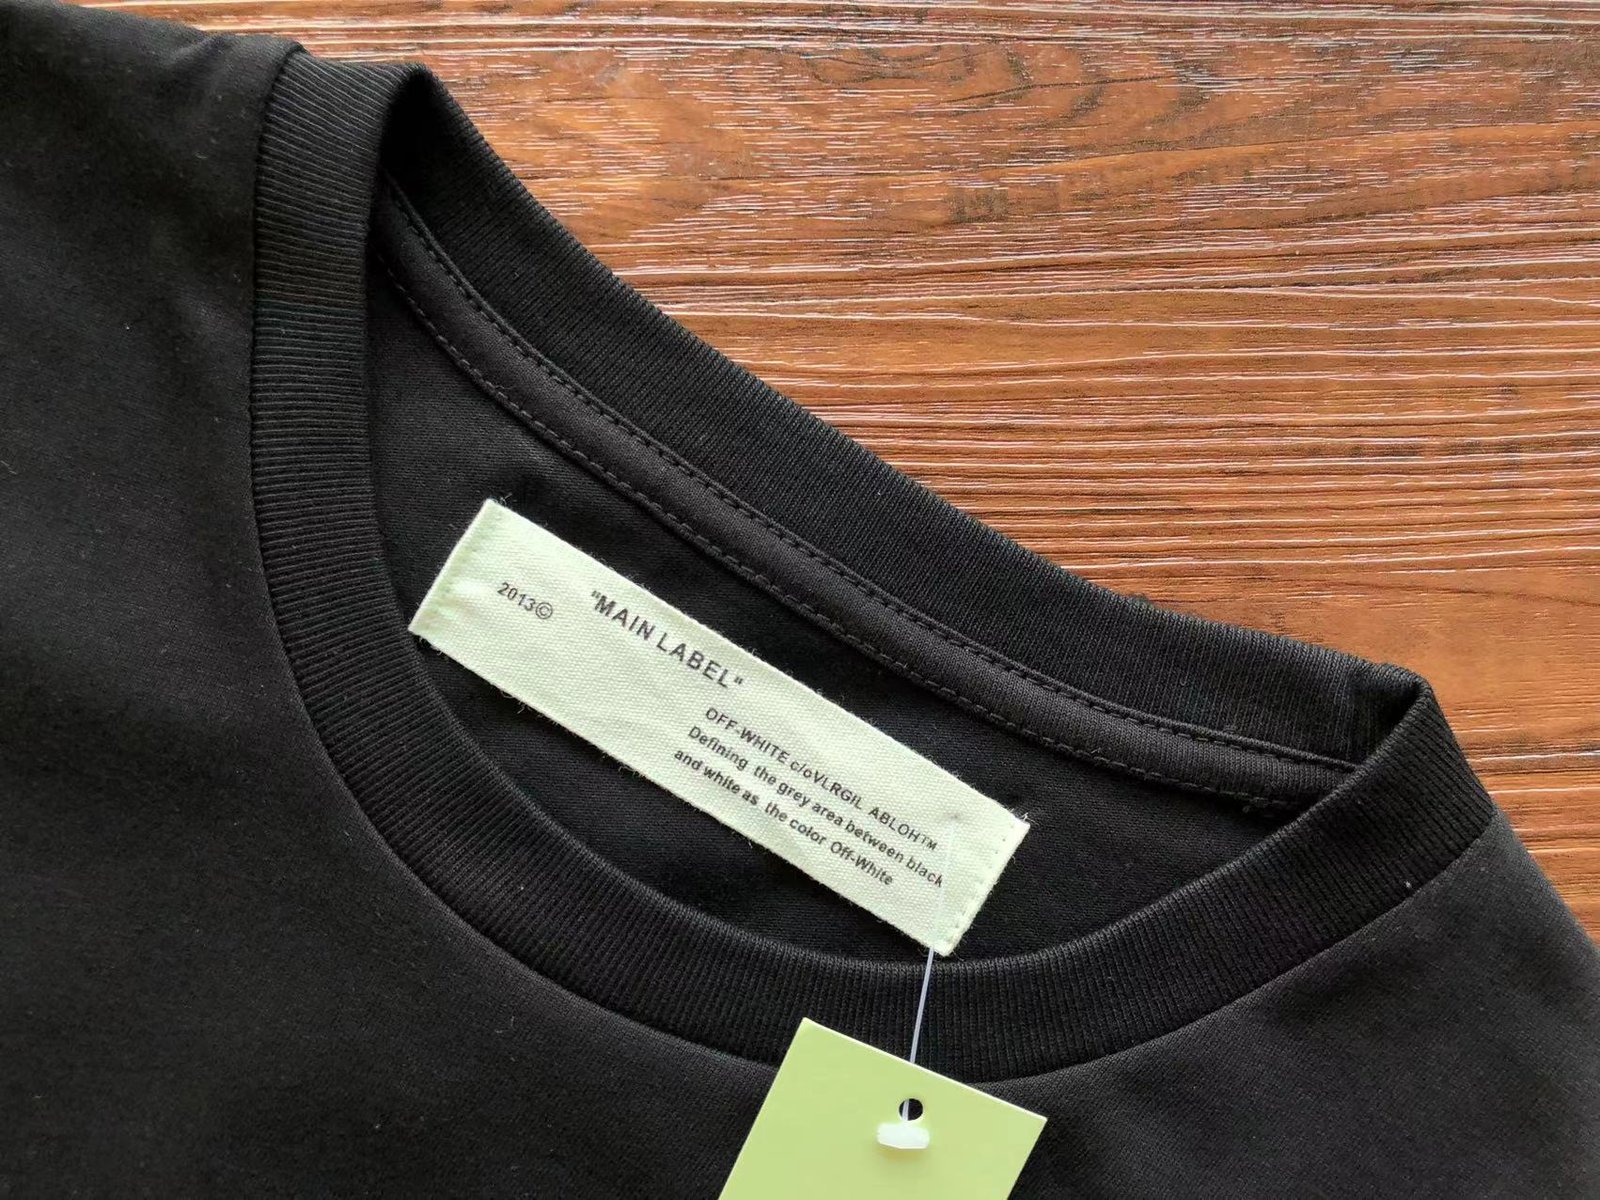 2013© "MAIN LABEL"
OFF-WHITE c/oVLRGIL ABLOH™
Defining the grey area between black
and white as the color Off-White